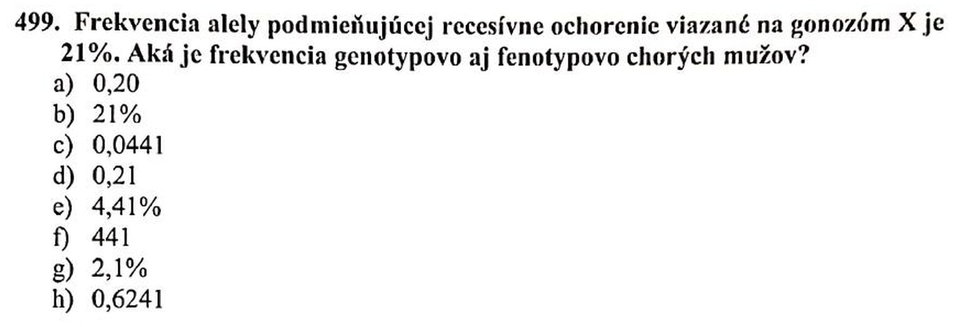 499. Frekvencia alely podmieňujúcej recesívne ochorenie viazané na gonozóm X je
21%. Aká je frekvencia genotypovo aj fenotypovo chorých mužov?
a) 0,20
b) 21%
c) 0,0441
d) 0,21
e) 4,41%
f) 441
g) 2,1%
h) 0,6241